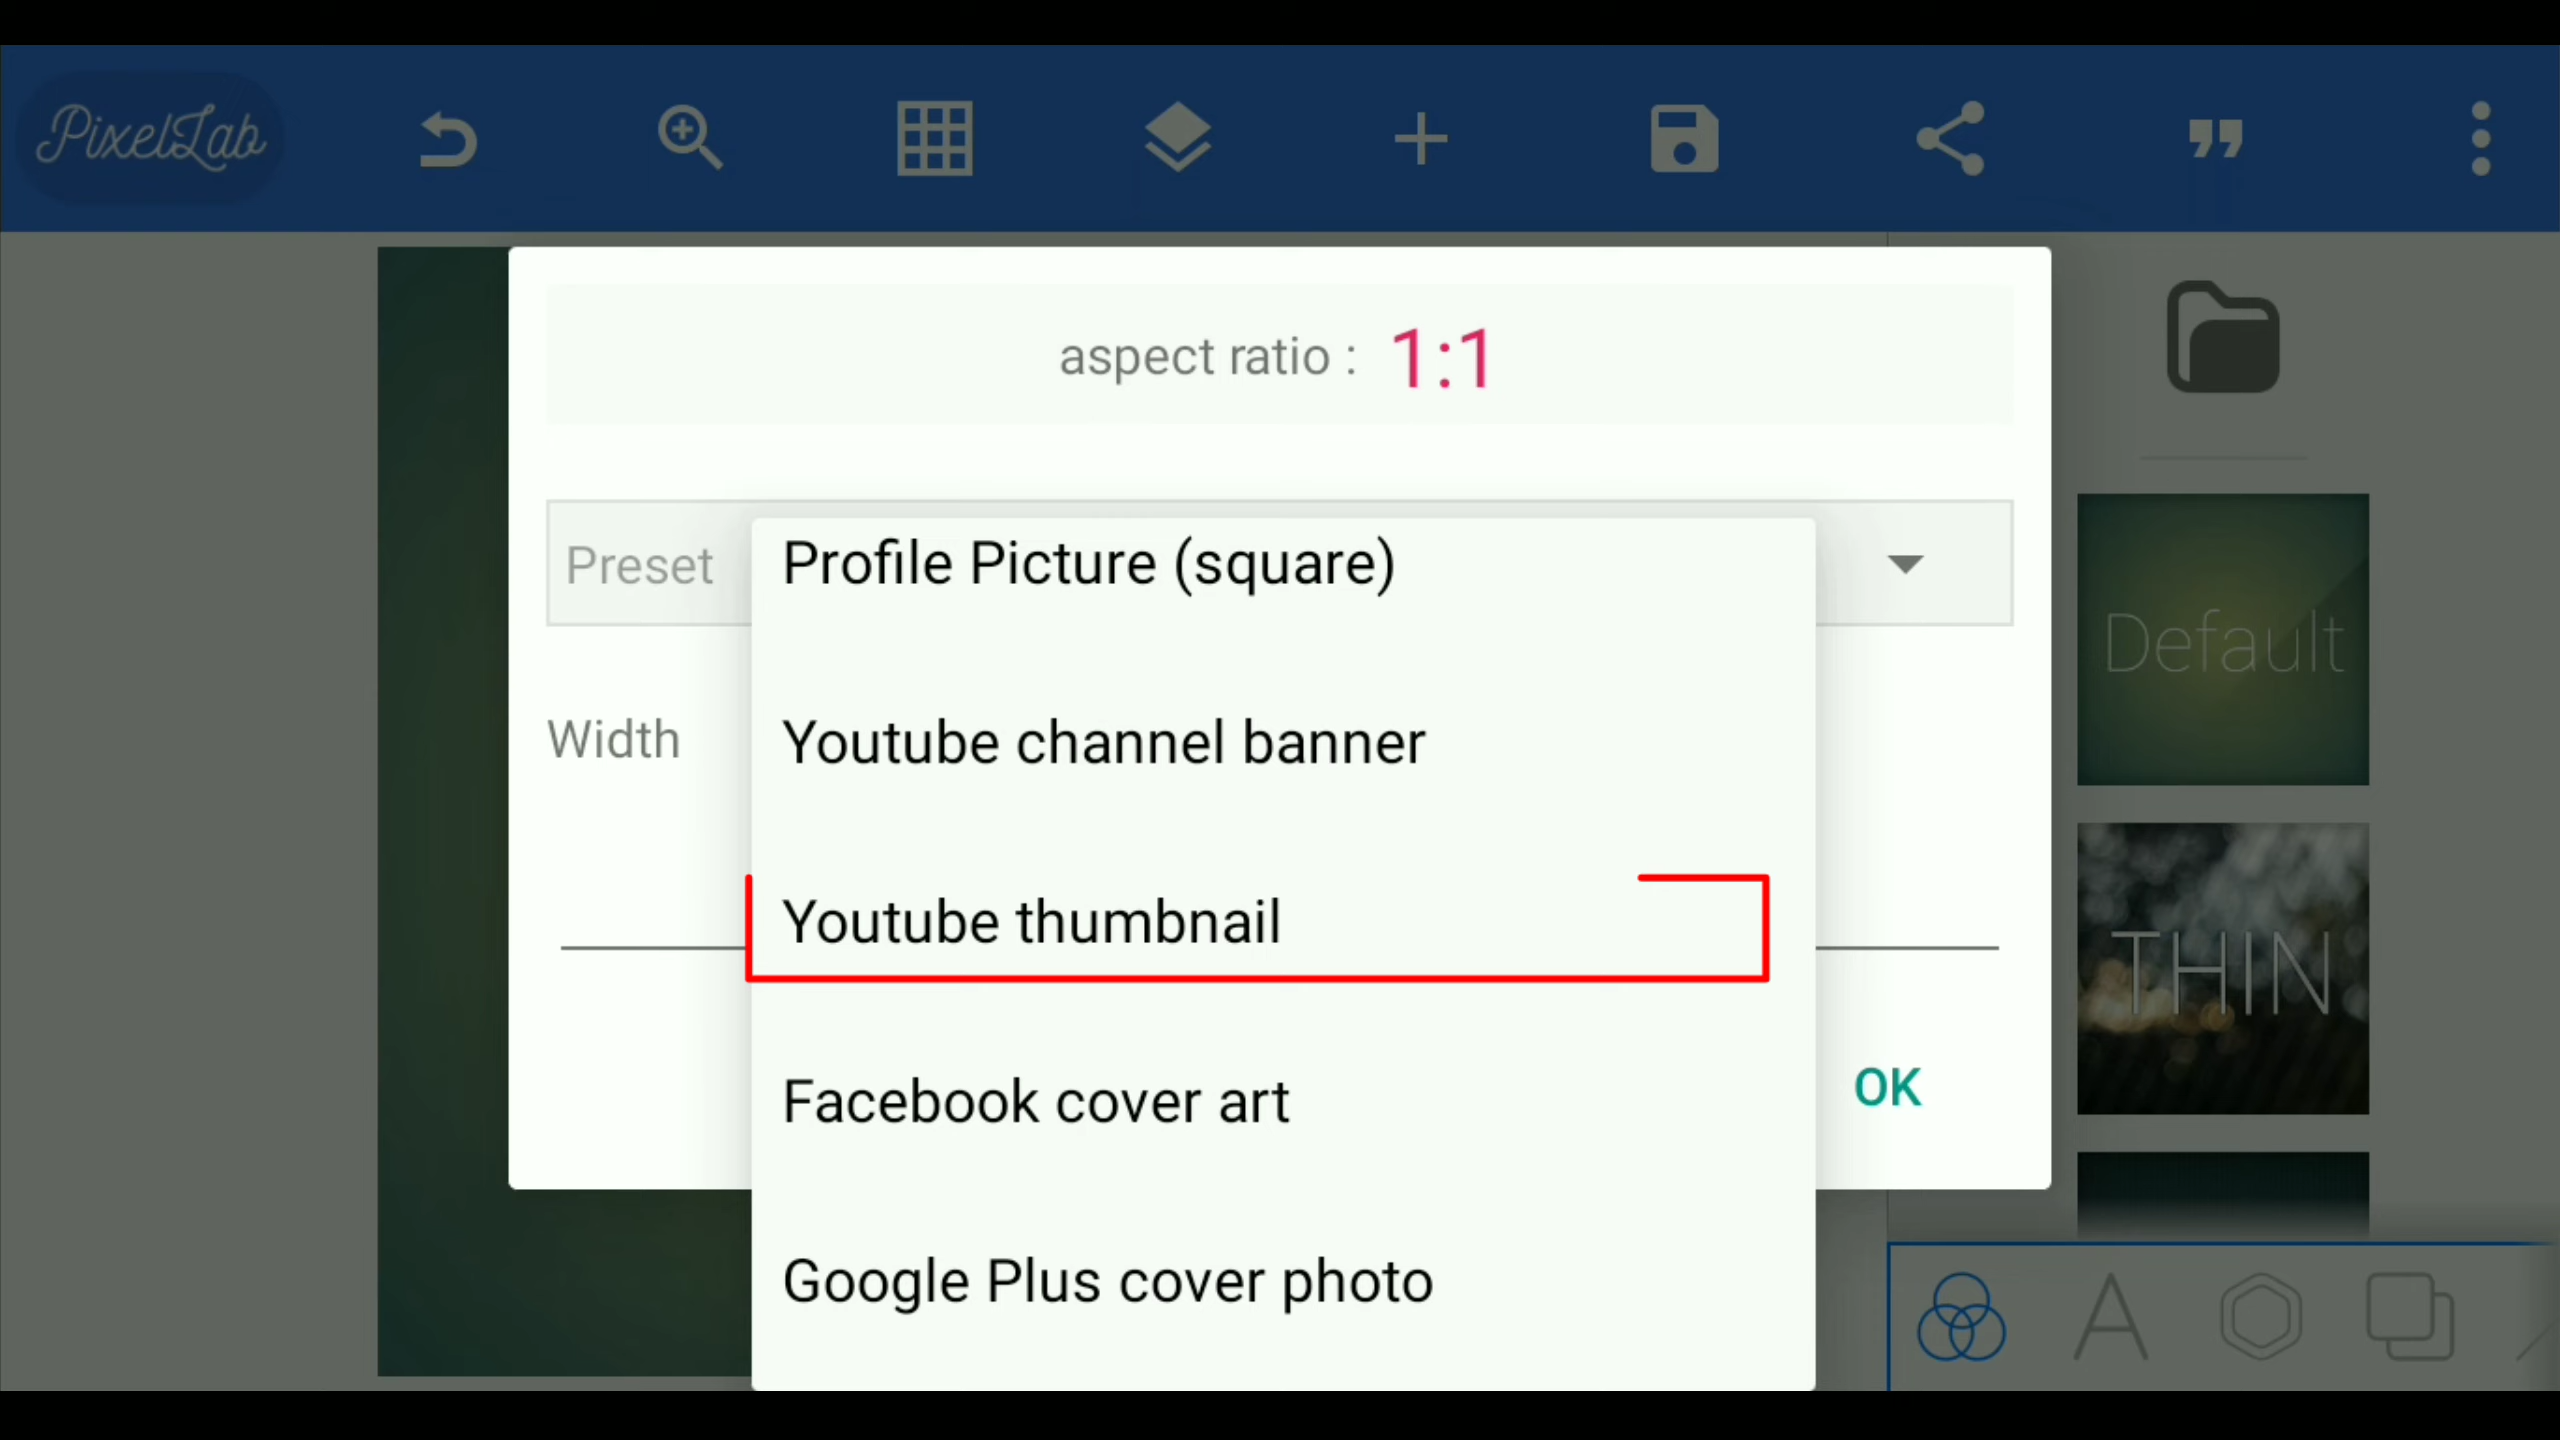 PixelLab
aspect ratio : 1:1
Preset
Profile Picture (square)
Youtube channel banner
Width
Youtube thumbnail
Facebook cover art
OK
Google Plus cover photo
Default
THIN